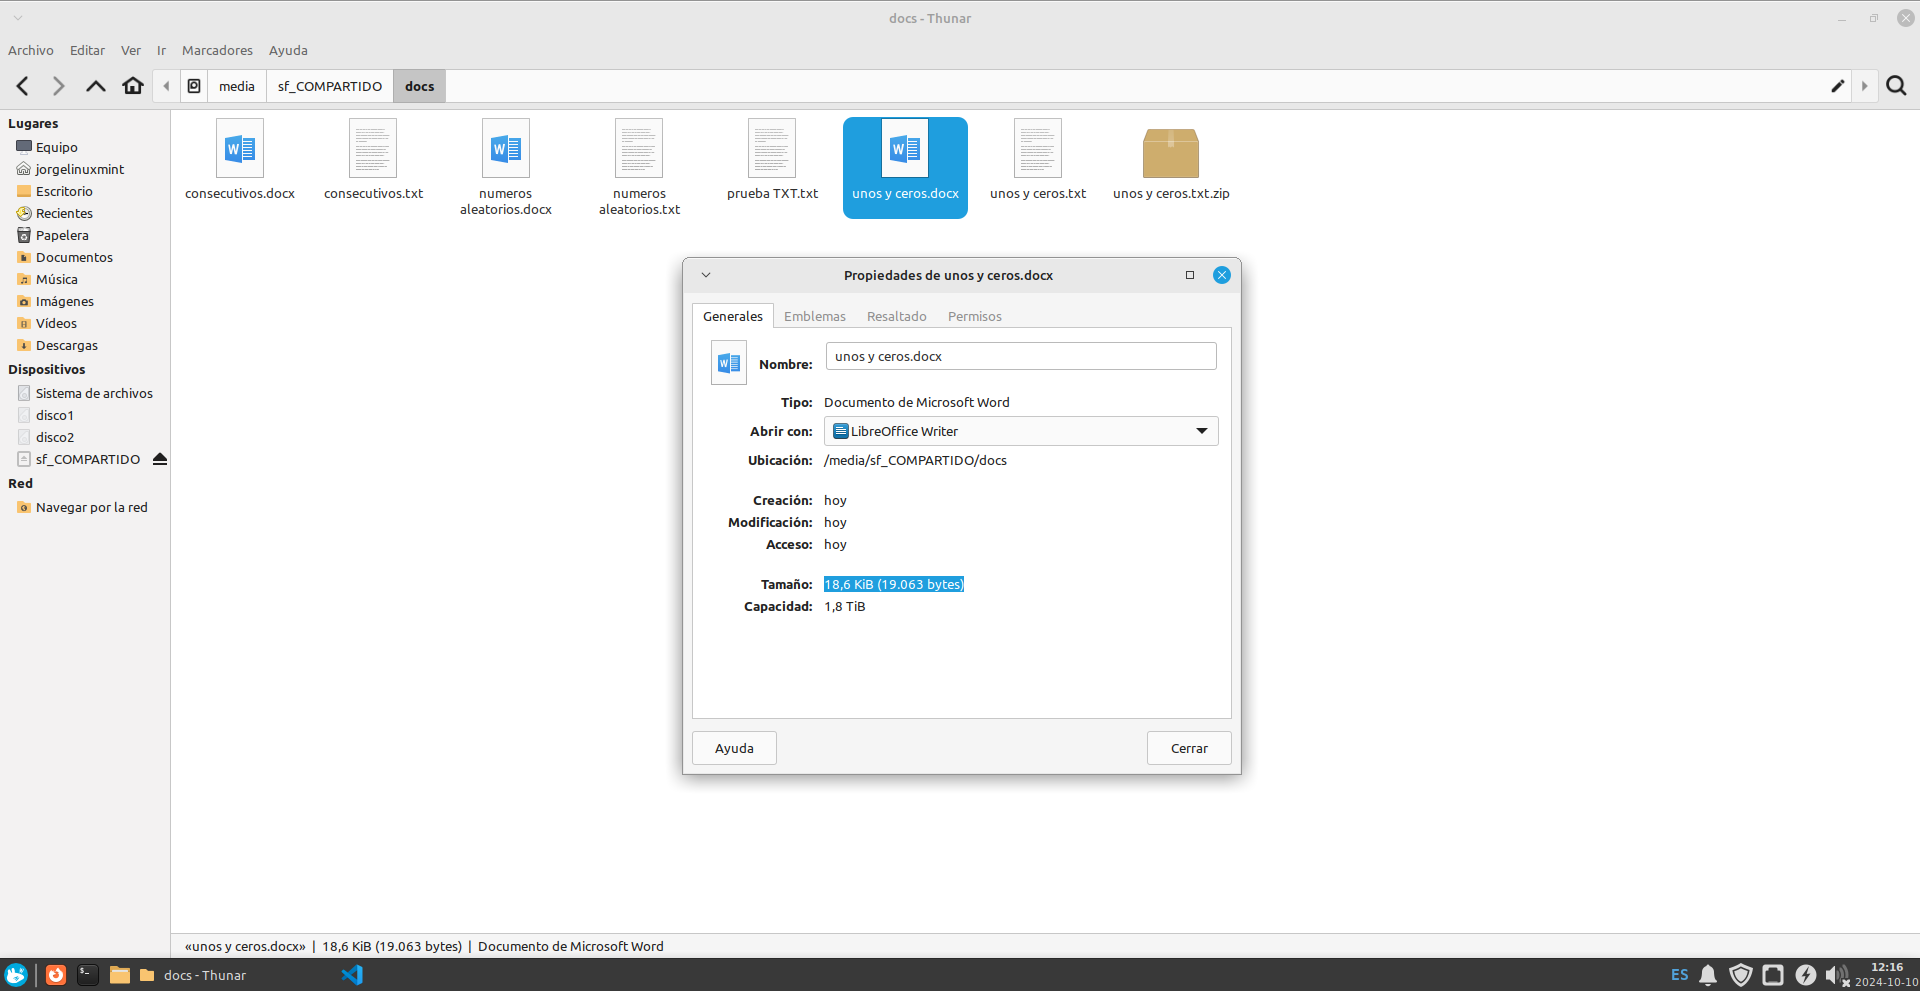 docs - Thunar
Archivo Editar Ver Ir Marcadores Ayuda
media sf_COMPARTIDO docs
Lugares
Equipo
jorgelinuxmint
Escritorio
Recientes
Papelera
Documentos
Música
Imágenes
Vídeos
Descargas
Dispositivos
Sistema de archivos
disco1
disco2
sf_COMPARTIDO
Red
Navegar por la red
consecutivos.docx
consecutivos.txt
numeros
aleatorios.docx
numeros
aleatorios.txt
prueba TXT.txt
unos y ceros.docx
unos y ceros.txt
unos y ceros.txt.zip
Propiedades de unos y ceros.docx
Generales Emblemas Resaltado Permisos
Nombre: unos y ceros.docx
Tipo: Documento de Microsoft Word
Abrir con: LibreOffice Writer
Ubicación: /media/sf_COMPARTIDO/docs
Creación: hoy
Modificación: hoy
Acceso: hoy
Tamaño: 18,6 KiB (19.063 bytes)
Capacidad: 1,8 TiB
Ayuda Cerrar
«unos y ceros.docx» | 18,6 KiB (19.063 bytes) | Documento de Microsoft Word
docs - Thunar
ES
12:16
2024-10-10